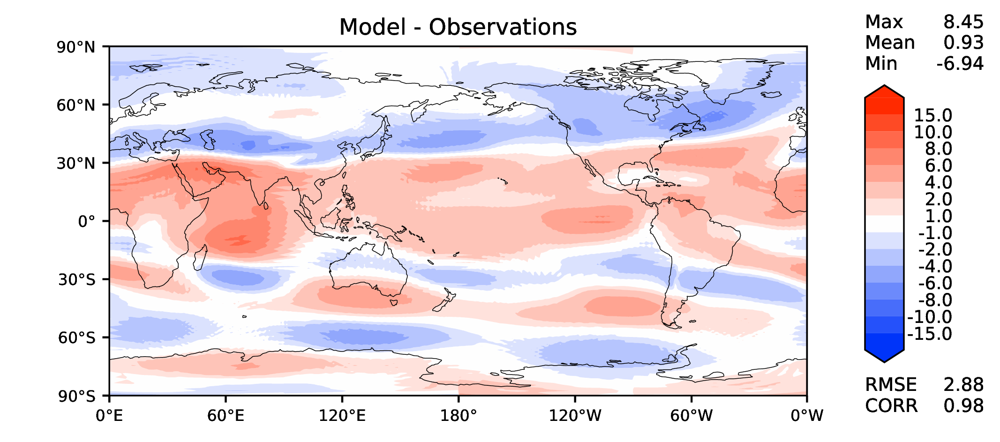 Model - Observations
Max 8.45
Mean 0.93
Min -6.94
90°N
60°N
30°N
0°
30°S
60°S
90°S
0°E 60°E 120°E 180° 120°W 60°W 0°W
15.0
10.0
8.0
6.0
4.0
2.0
1.0
-1.0
-2.0
-4.0
-6.0
-8.0
-10.0
-15.0
RMSE 2.88
CORR 0.98